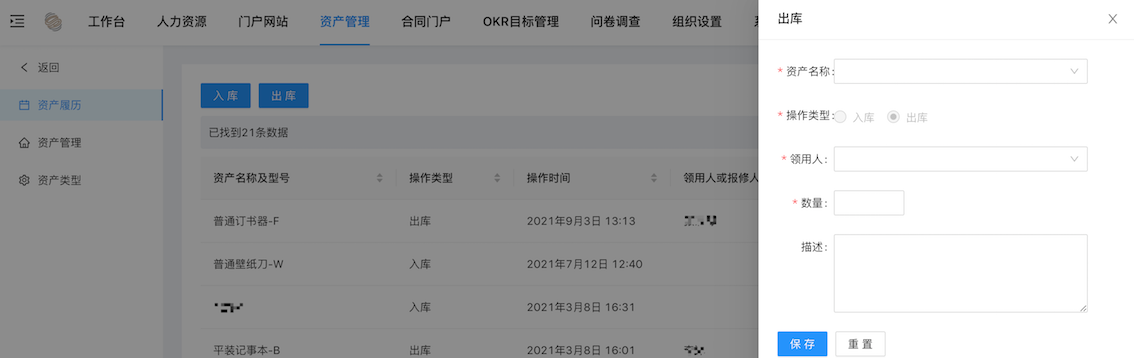 工作台 人力资源 门户网站 资产管理 合同门户 OKR目标管理 问卷调查 组织设置
返回
资产履历
资产管理
资产类型
入库 出库
已找到21条数据
资产名称及型号 操作类型 操作时间 领用人或报修人
普通订书器-F 出库 2021年9月3日 13:13
普通壁纸刀-W 入库 2021年7月12日 12:40
入库 2021年3月8日 16:31
平装记事本-B 出库 2021年3月8日 16:01
出库
* 资产名称:
* 操作类型: 入库 出库
* 领用人:
* 数量:
描述:
保存 重置